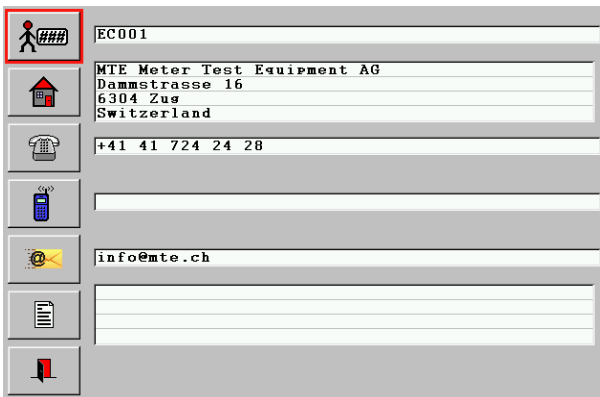 ###
EC001
MTE Meter Test Equipment AG
Dammstrasse 16
6304 Zug
Switzerland
+41 41 724 24 28
@
info@mte.ch